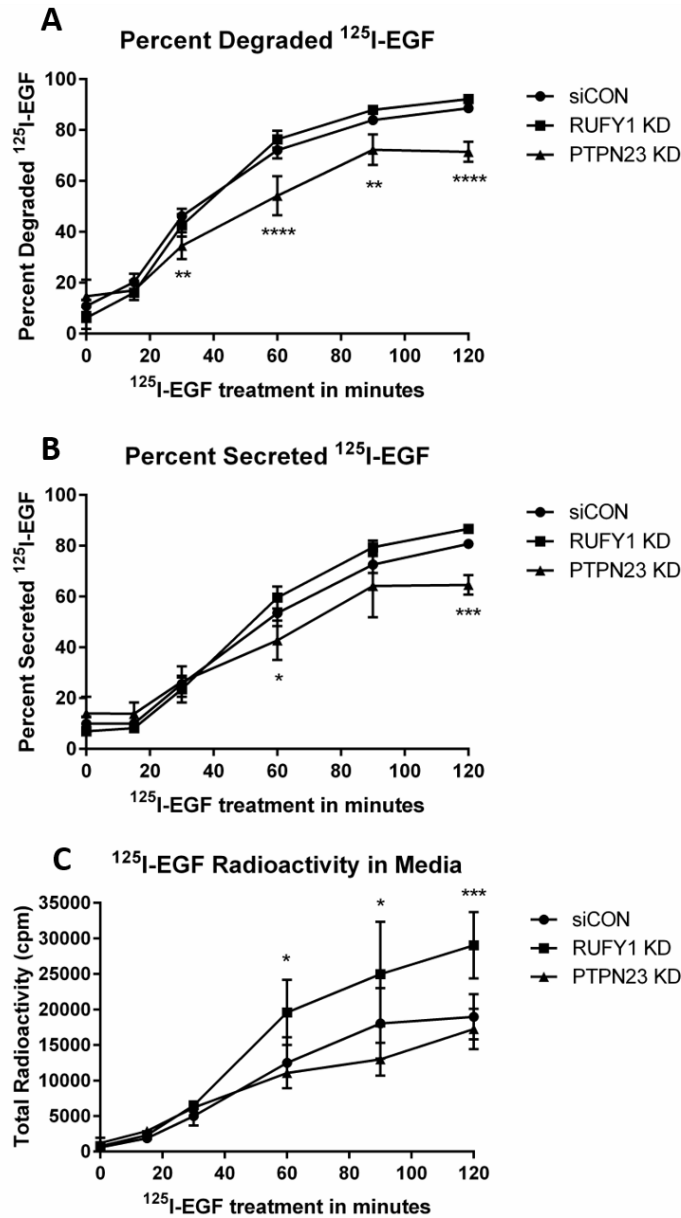 A
Percent Degraded ¹²⁵I-EGF
siCON
RUFY1 KD
PTPN23 KD
Percent Degraded ¹²⁵I-EGF
100
80
60
40
20
0
**
****
**
****
0 20 40 60 80 100 120
¹²⁵I-EGF treatment in minutes
B
Percent Secreted ¹²⁵I-EGF
siCON
RUFY1 KD
PTPN23 KD
Percent Secreted ¹²⁵I-EGF
100
80
60
40
20
0
*
***
0 20 40 60 80 100 120
¹²⁵I-EGF treatment in minutes
C
¹²⁵I-EGF Radioactivity in Media
siCON
RUFY1 KD
PTPN23 KD
Total Radioactivity (cpm)
35000
30000
25000
20000
15000
10000
5000
0
*
*
***
0 20 40 60 80 100 120
¹²⁵I-EGF treatment in minutes